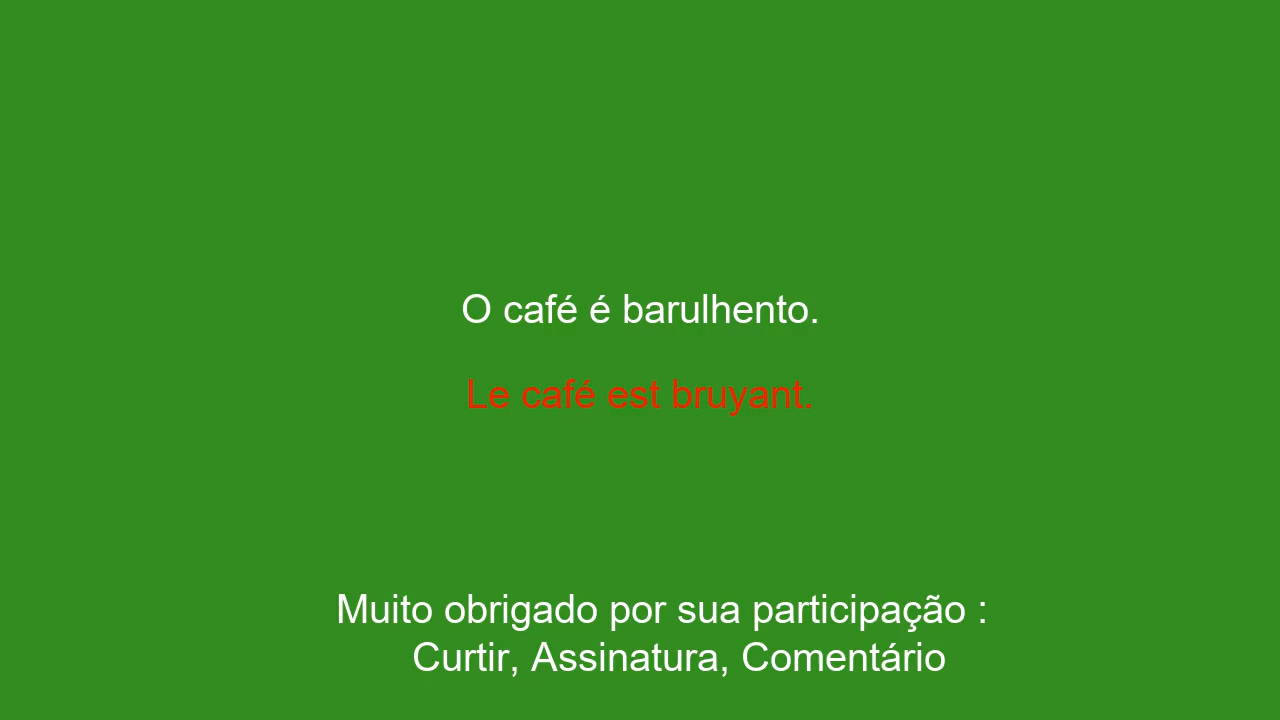 O café é barulhento.
Le café est bruyant.
Muito obrigado por sua participação :
Curtir, Assinatura, Comentário